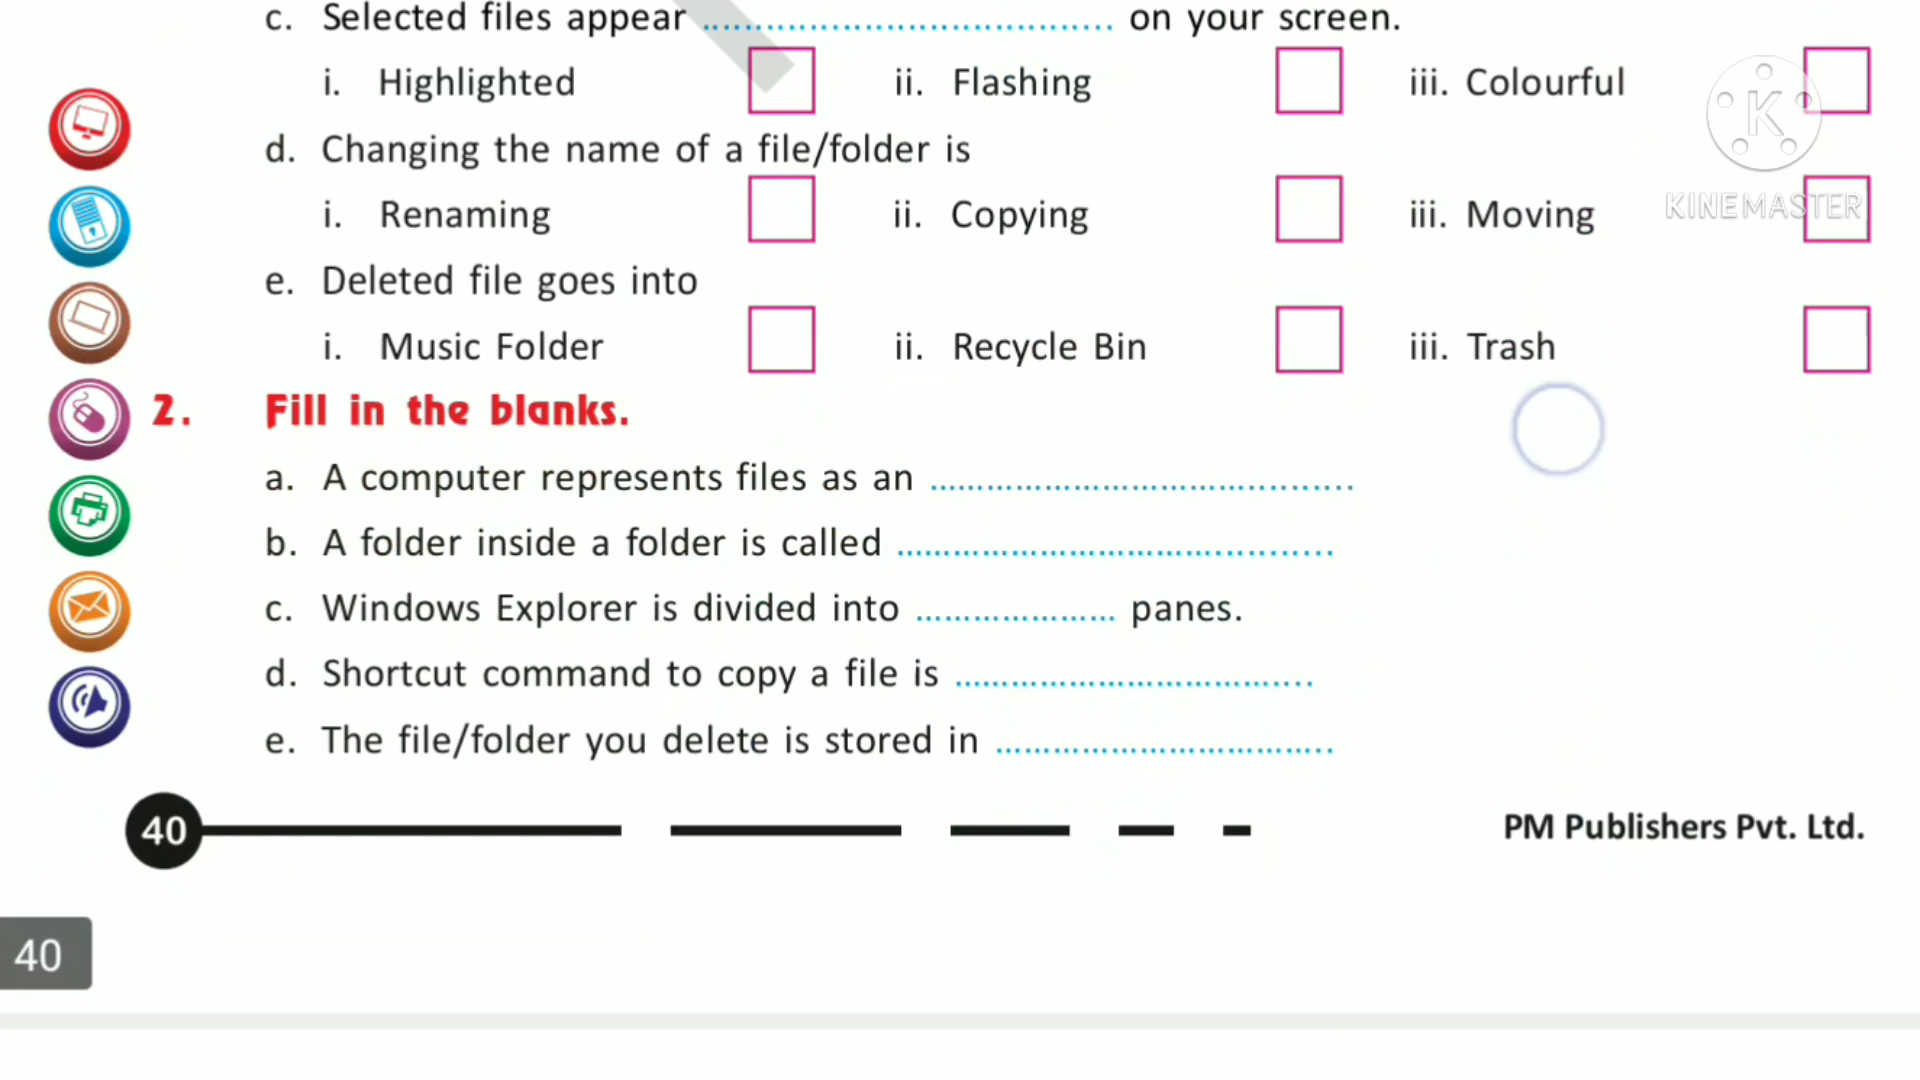 c. Selected files appear ........................................ on your screen.
i. Highlighted ii. Flashing iii. Colourful
d. Changing the name of a file/folder is
i. Renaming ii. Copying iii. Moving
KINEMASTER
e. Deleted file goes into
i. Music Folder ii. Recycle Bin iii. Trash
2. Fill in the blanks.
a. A computer represents files as an ........................................
b. A folder inside a folder is called ........................................
c. Windows Explorer is divided into .................... panes.
d. Shortcut command to copy a file is ...................................
e. The file/folder you delete is stored in .................................
40 PM Publishers Pvt. Ltd.
40